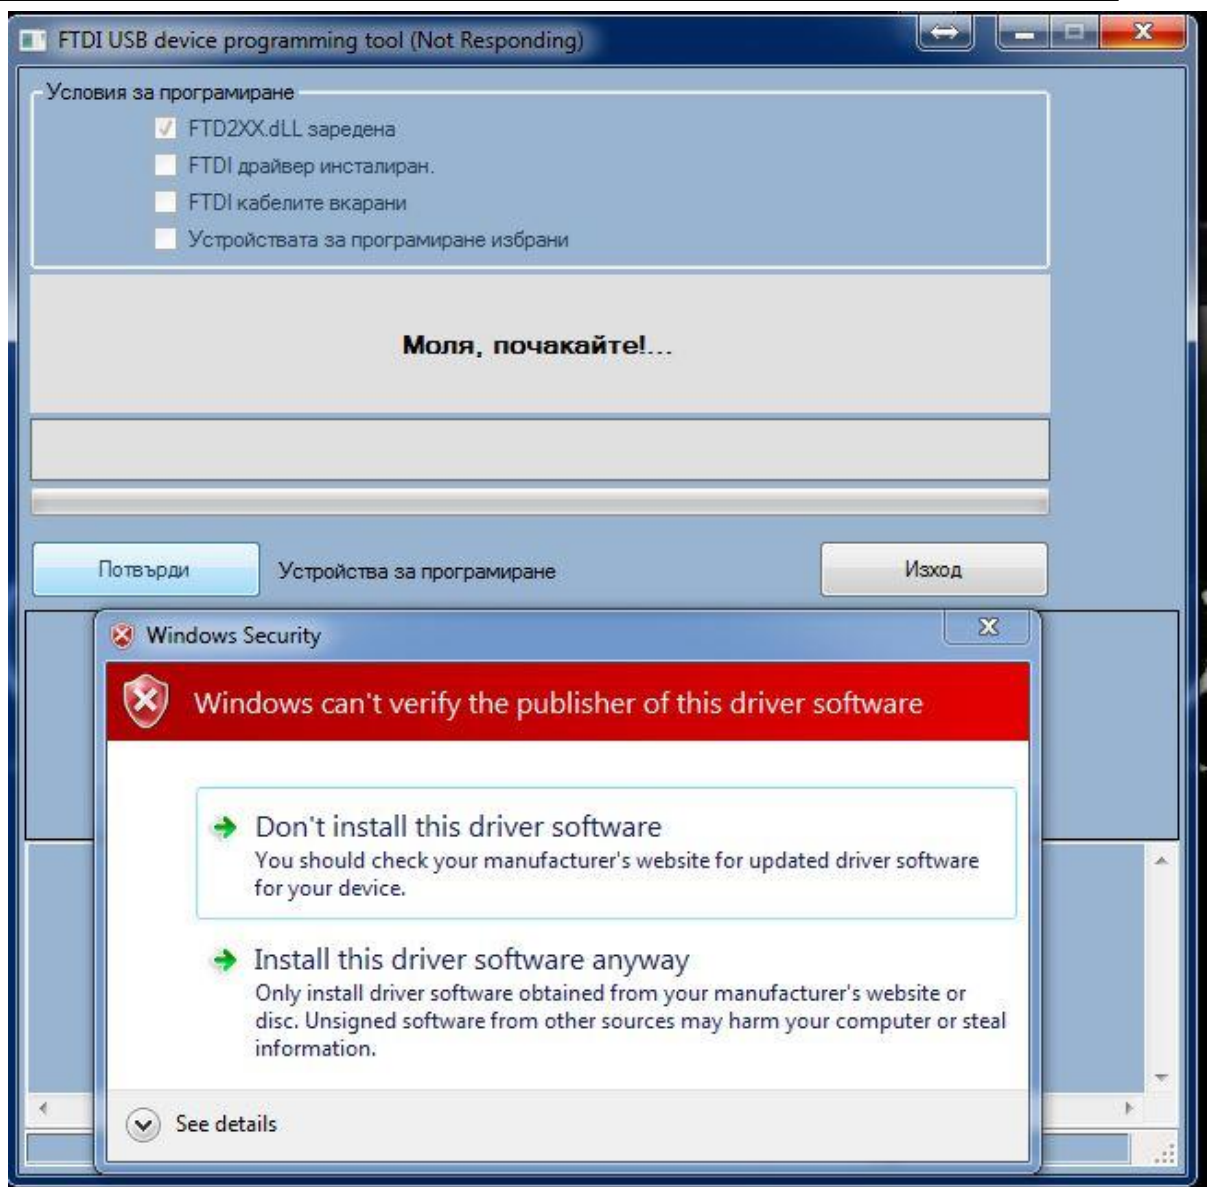 FTDI USB device programming tool (Not Responding)
Условия за програмиране
FTD2XX.dLL заредена
FTDI драйвер инсталиран.
FTDI кабелите вкарани
Устройствата за програмиране избрани
Моля, почакайте!...
Потвърди
Устройства за програмиране
Изход
Windows Security
Windows can't verify the publisher of this driver software
Don't install this driver software
You should check your manufacturer's website for updated driver software
for your device.
Install this driver software anyway
Only install driver software obtained from your manufacturer's website or
disc. Unsigned software from other sources may harm your computer or steal
information.
See details